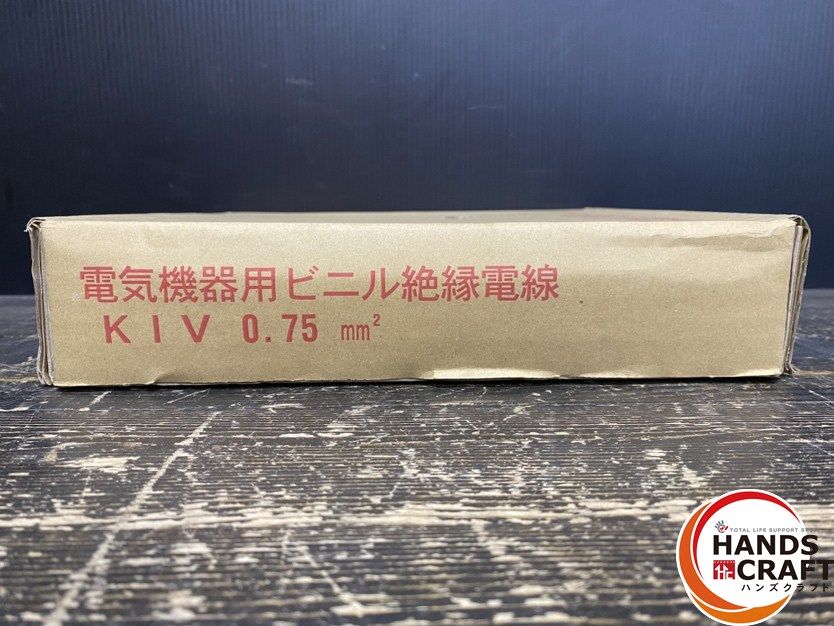 電気機器用ビニル絶縁電線
KIV 0.75 mm²
TOTAL LIFE SUPPORT SHOP
HANDS
CRAFT
ハンズクラフト